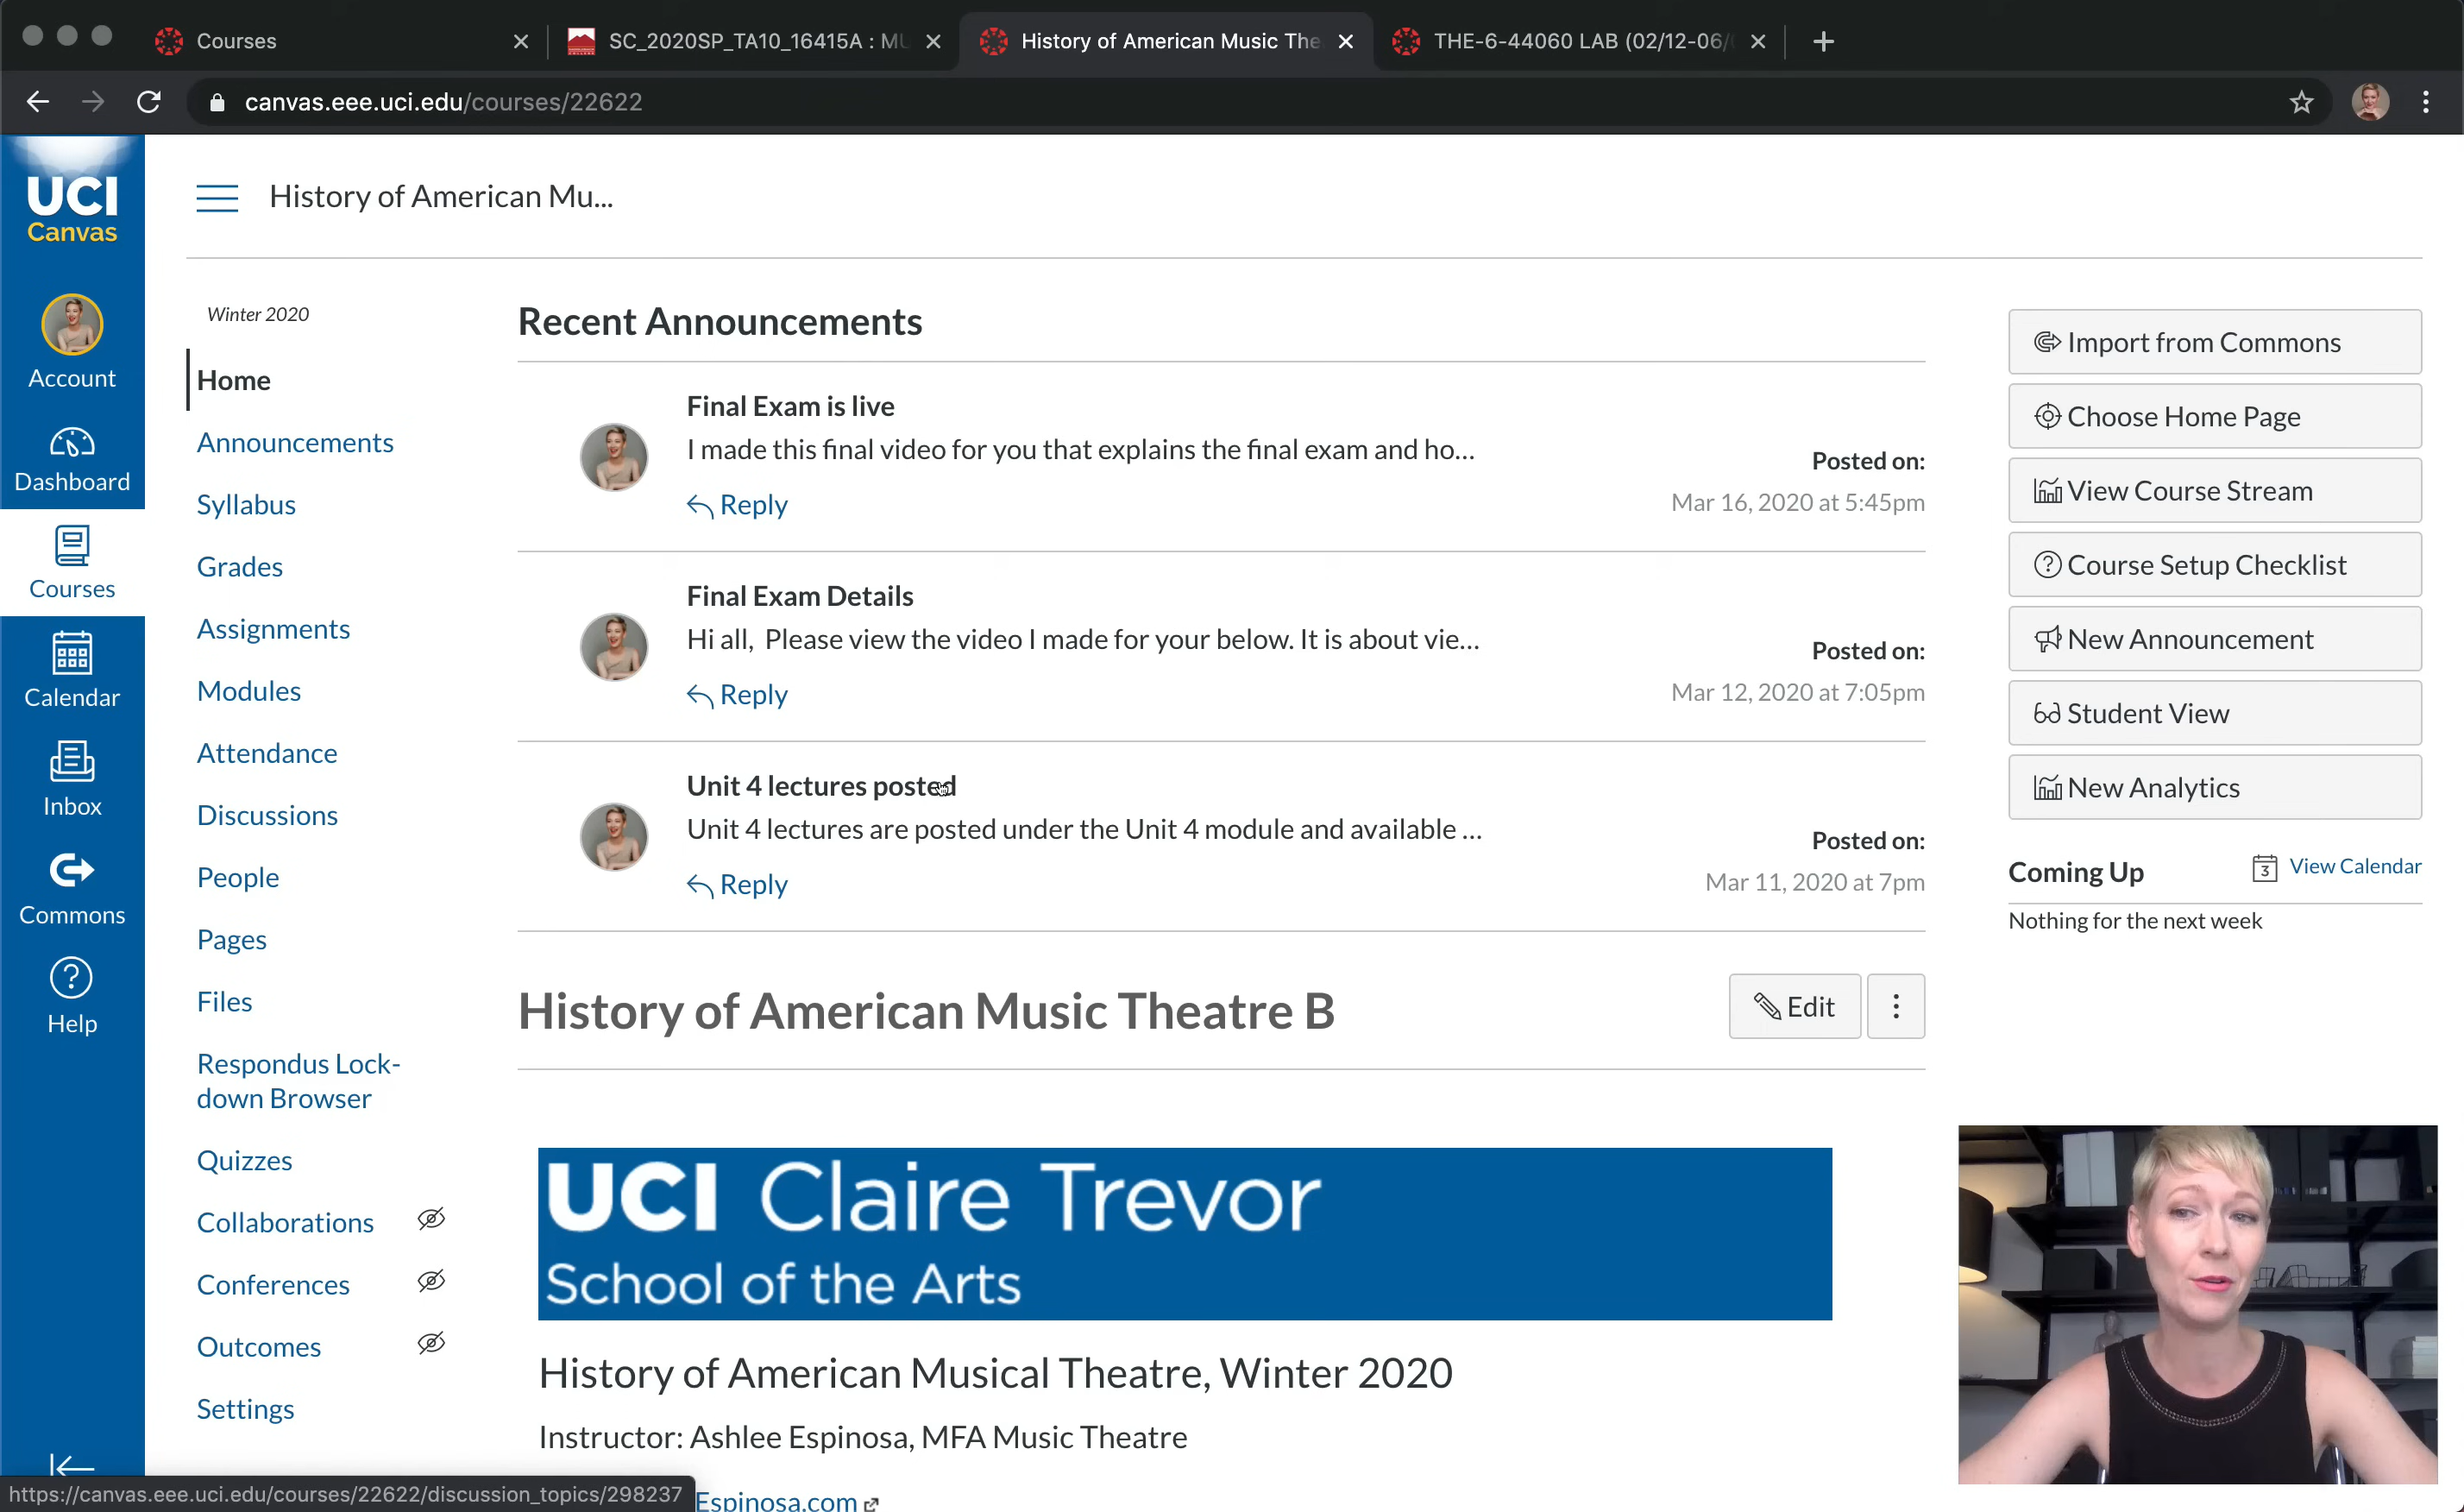 Courses
SC_2020SP_TA10_16415A : MU
History of American Music The
THE-6-44060 LAB (02/12-06/
canvas.eee.uci.edu/courses/22622
UCI
Canvas
Account
Dashboard
Courses
Calendar
Inbox
Commons
Help
History of American Mu...
Winter 2020
Home
Announcements
Syllabus
Grades
Assignments
Modules
Attendance
Discussions
People
Pages
Files
Respondus Lock-
down Browser
Quizzes
Collaborations
Conferences
Outcomes
Settings
Recent Announcements
Final Exam is live
I made this final video for you that explains the final exam and ho...
Reply
Posted on:
Mar 16, 2020 at 5:45pm
Final Exam Details
Hi all, Please view the video I made for your below. It is about vie...
Reply
Posted on:
Mar 12, 2020 at 7:05pm
Unit 4 lectures posted
Unit 4 lectures are posted under the Unit 4 module and available ...
Reply
Posted on:
Mar 11, 2020 at 7pm
History of American Music Theatre B
Edit
UCI Claire Trevor
School of the Arts
History of American Musical Theatre, Winter 2020
Instructor: Ashlee Espinosa, MFA Music Theatre
Espinosa.com
Import from Commons
Choose Home Page
View Course Stream
Course Setup Checklist
New Announcement
Student View
New Analytics
Coming Up
3
View Calendar
Nothing for the next week
https://canvas.eee.uci.edu/courses/22622/discussion_topics/298237